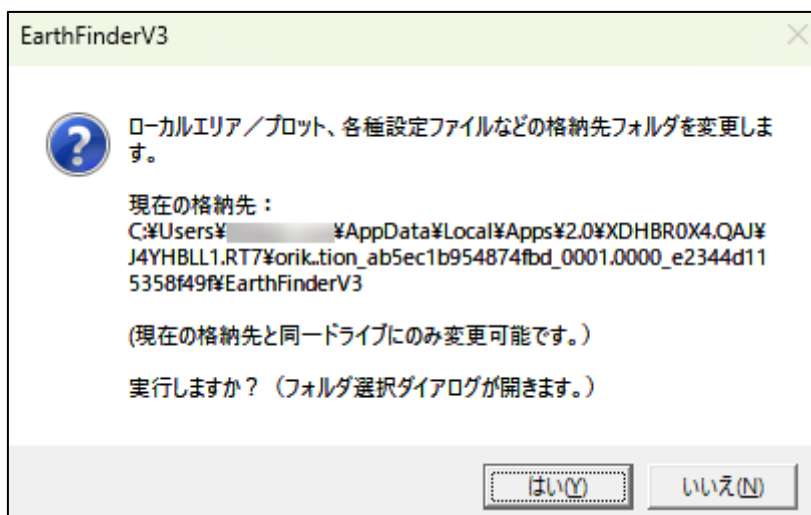 EarthFinderV3
ローカルエリア／プロット、各種設定ファイルなどの格納先フォルダを変更しま
す。
現在の格納先：
C:¥Users¥ ¥AppData¥Local¥Apps¥2.0¥XDHBR0X4.QAJ¥
J4YHBLL1.RT7¥orik..tion_ab5ec1b954874fbd_0001.0000_e2344d11
5358f49f¥EarthFinderV3
(現在の格納先と同一ドライブにのみ変更可能です。）
実行しますか？（フォルダ選択ダイアログが開きます。）
はい(Y)
いいえ(N)